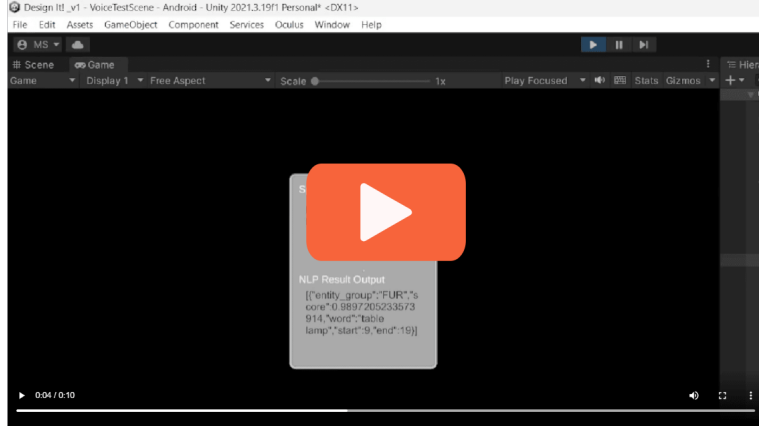 Design It! _v1 - VoiceTestScene - Android - Unity 2021.3.19f1 Personal* <DX11>
File Edit Assets GameObject Component Services Oculus Window Help
MS
Scene Game
Game Display 1 Free Aspect Scale 1x Play Focused Stats Gizmos
Hier
S
NLP Result Output
[{"entity_group":"FUR","s
core":0.9897205233573
914,"word":"table
lamp","start":9,"end":19}]
0:04 / 0:10